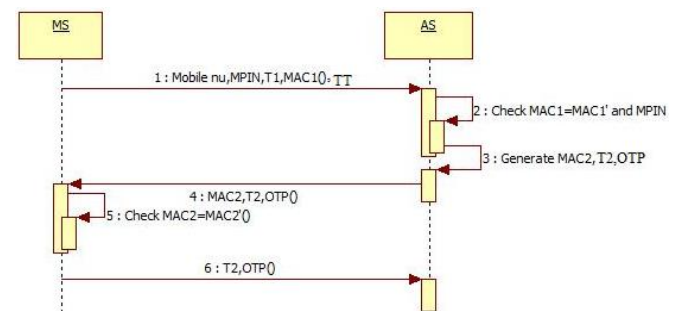 MS
AS
1 : Mobile nu,MPIN,T1,MAC1(), TT
2 : Check MAC1=MAC1' and MPIN
3 : Generate MAC2,T2,OTP
4 : MAC2,T2,OTP()
5 : Check MAC2=MAC2'()
6 : T2,OTP()